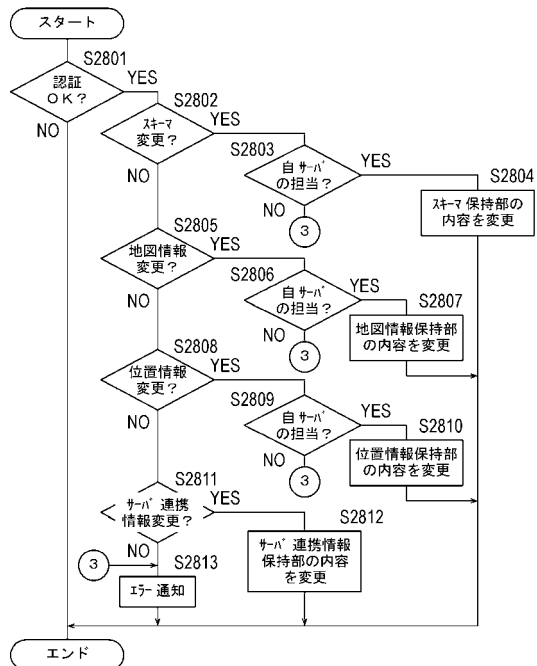 スタート
S2801
認証
OK?
YES
NO
S2802
スキーマ
変更?
YES
NO
S2803
自サーバ
の担当?
YES
NO
3
S2804
スキーマ保持部の
内容を変更
S2805
地図情報
変更?
YES
NO
S2806
自サーバ
の担当?
YES
NO
3
S2807
地図情報保持部
の内容を変更
S2808
位置情報
変更?
YES
NO
S2809
自サーバ
の担当?
YES
NO
3
S2810
位置情報保持部
の内容を変更
S2811
サーバ連携
情報変更?
YES
NO
S2812
サーバ連携情報
保持部の内容
を変更
3
S2813
エラー通知
エンド